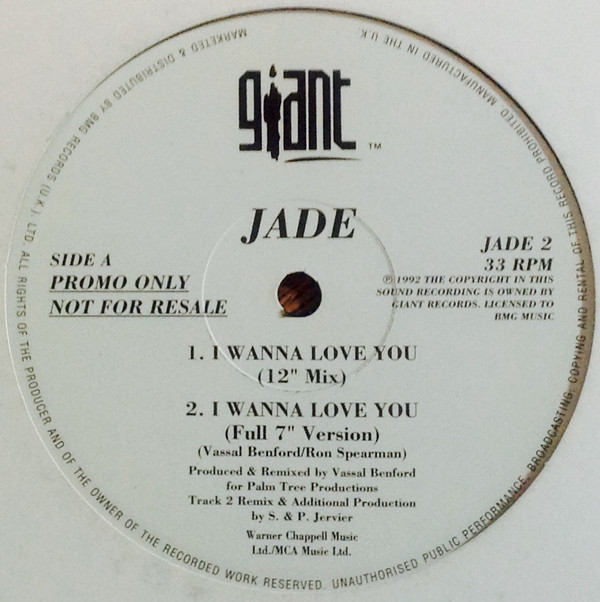 giant ™
JADE
SIDE A
PROMO ONLY
NOT FOR RESALE
JADE 2
33 RPM
℗ 1992 THE COPYRIGHT IN THIS
SOUND RECORDING IS OWNED BY
GIANT RECORDS. LICENSED TO
BMG MUSIC
1. I WANNA LOVE YOU
(12" Mix)
2. I WANNA LOVE YOU
(Full 7" Version)
(Vassal Benford/Ron Spearman)
Produced & Remixed by Vassal Benford
for Palm Tree Productions
Track 2 Remix & Additional Production
by S. & P. Jervier
Warner Chappell Music
Ltd./MCA Music Ltd.
MARKETED & DISTRIBUTED BY BMG RECORDS (U.K.), LTD. ALL RIGHTS OF THE PRODUCER AND OF THE OWNER OF THE RECORDED WORK RESERVED. UNAUTHORISED PUBLIC PERFORMANCE, BROADCASTING, COPYING AND RENTAL OF THIS RECORD PROHIBITED MANUFACTURED IN THE U.K.